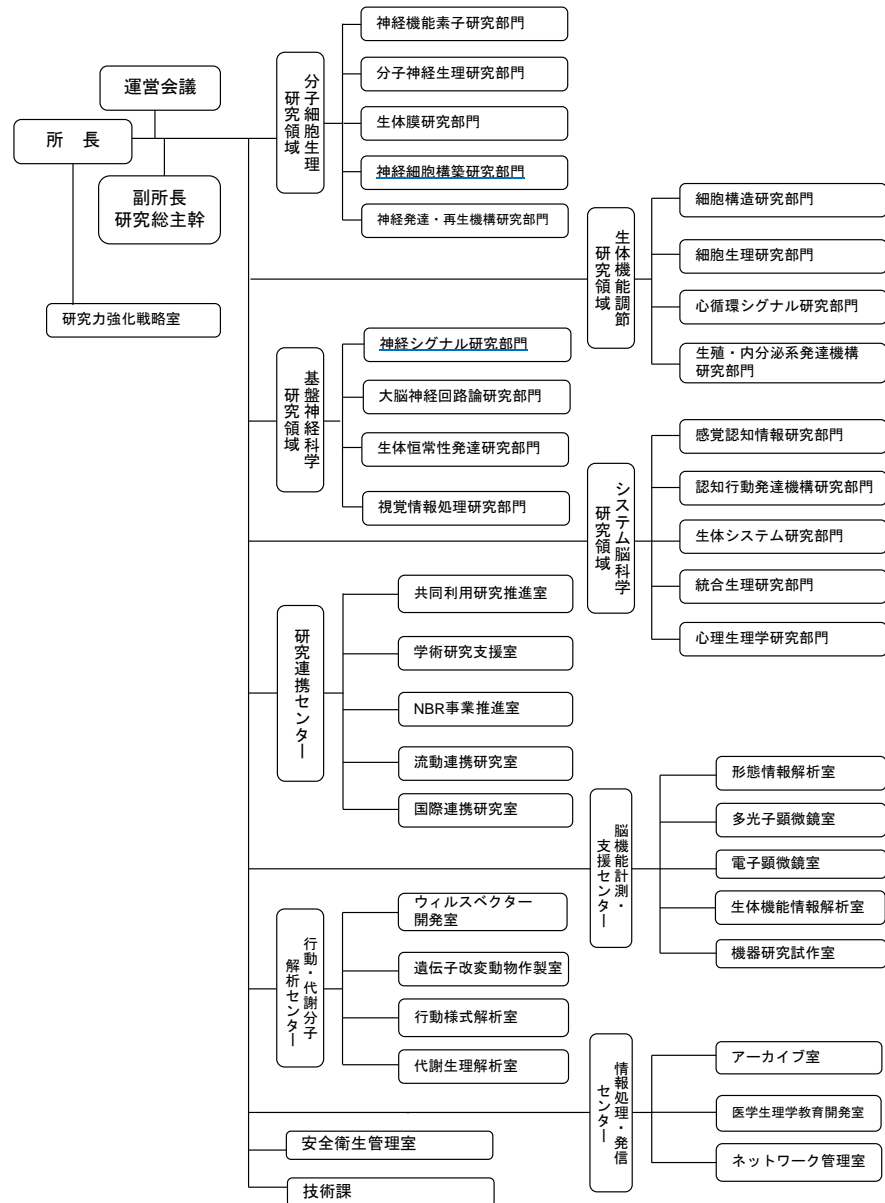 運営会議
所　長
副所長
研究総主幹
研究力強化戦略室
分子細胞生理
研究領域
神経機能素子研究部門
分子神経生理研究部門
生体膜研究部門
神経細胞構築研究部門
神経発達・再生機構研究部門
生体機能調節
研究領域
細胞構造研究部門
細胞生理研究部門
心循環シグナル研究部門
生殖・内分泌系発達機構
研究部門
基盤神経科学
研究領域
神経シグナル研究部門
大脳神経回路論研究部門
生体恒常性発達研究部門
視覚情報処理研究部門
システム脳科学
研究領域
感覚認知情報研究部門
認知行動発達機構研究部門
生体システム研究部門
統合生理研究部門
心理生理学研究部門
研究連携センター
共同利用研究推進室
学術研究支援室
NBR事業推進室
流動連携研究室
国際連携研究室
脳機能計測・
支援センター
形態情報解析室
多光子顕微鏡室
電子顕微鏡室
生体機能情報解析室
機器研究試作室
行動・代謝分子
解析センター
ウィルスベクター
開発室
遺伝子改変動物作製室
行動様式解析室
代謝生理解析室
情報処理・発信
センター
アーカイブ室
医学生理学教育開発室
ネットワーク管理室
安全衛生管理室
技術課